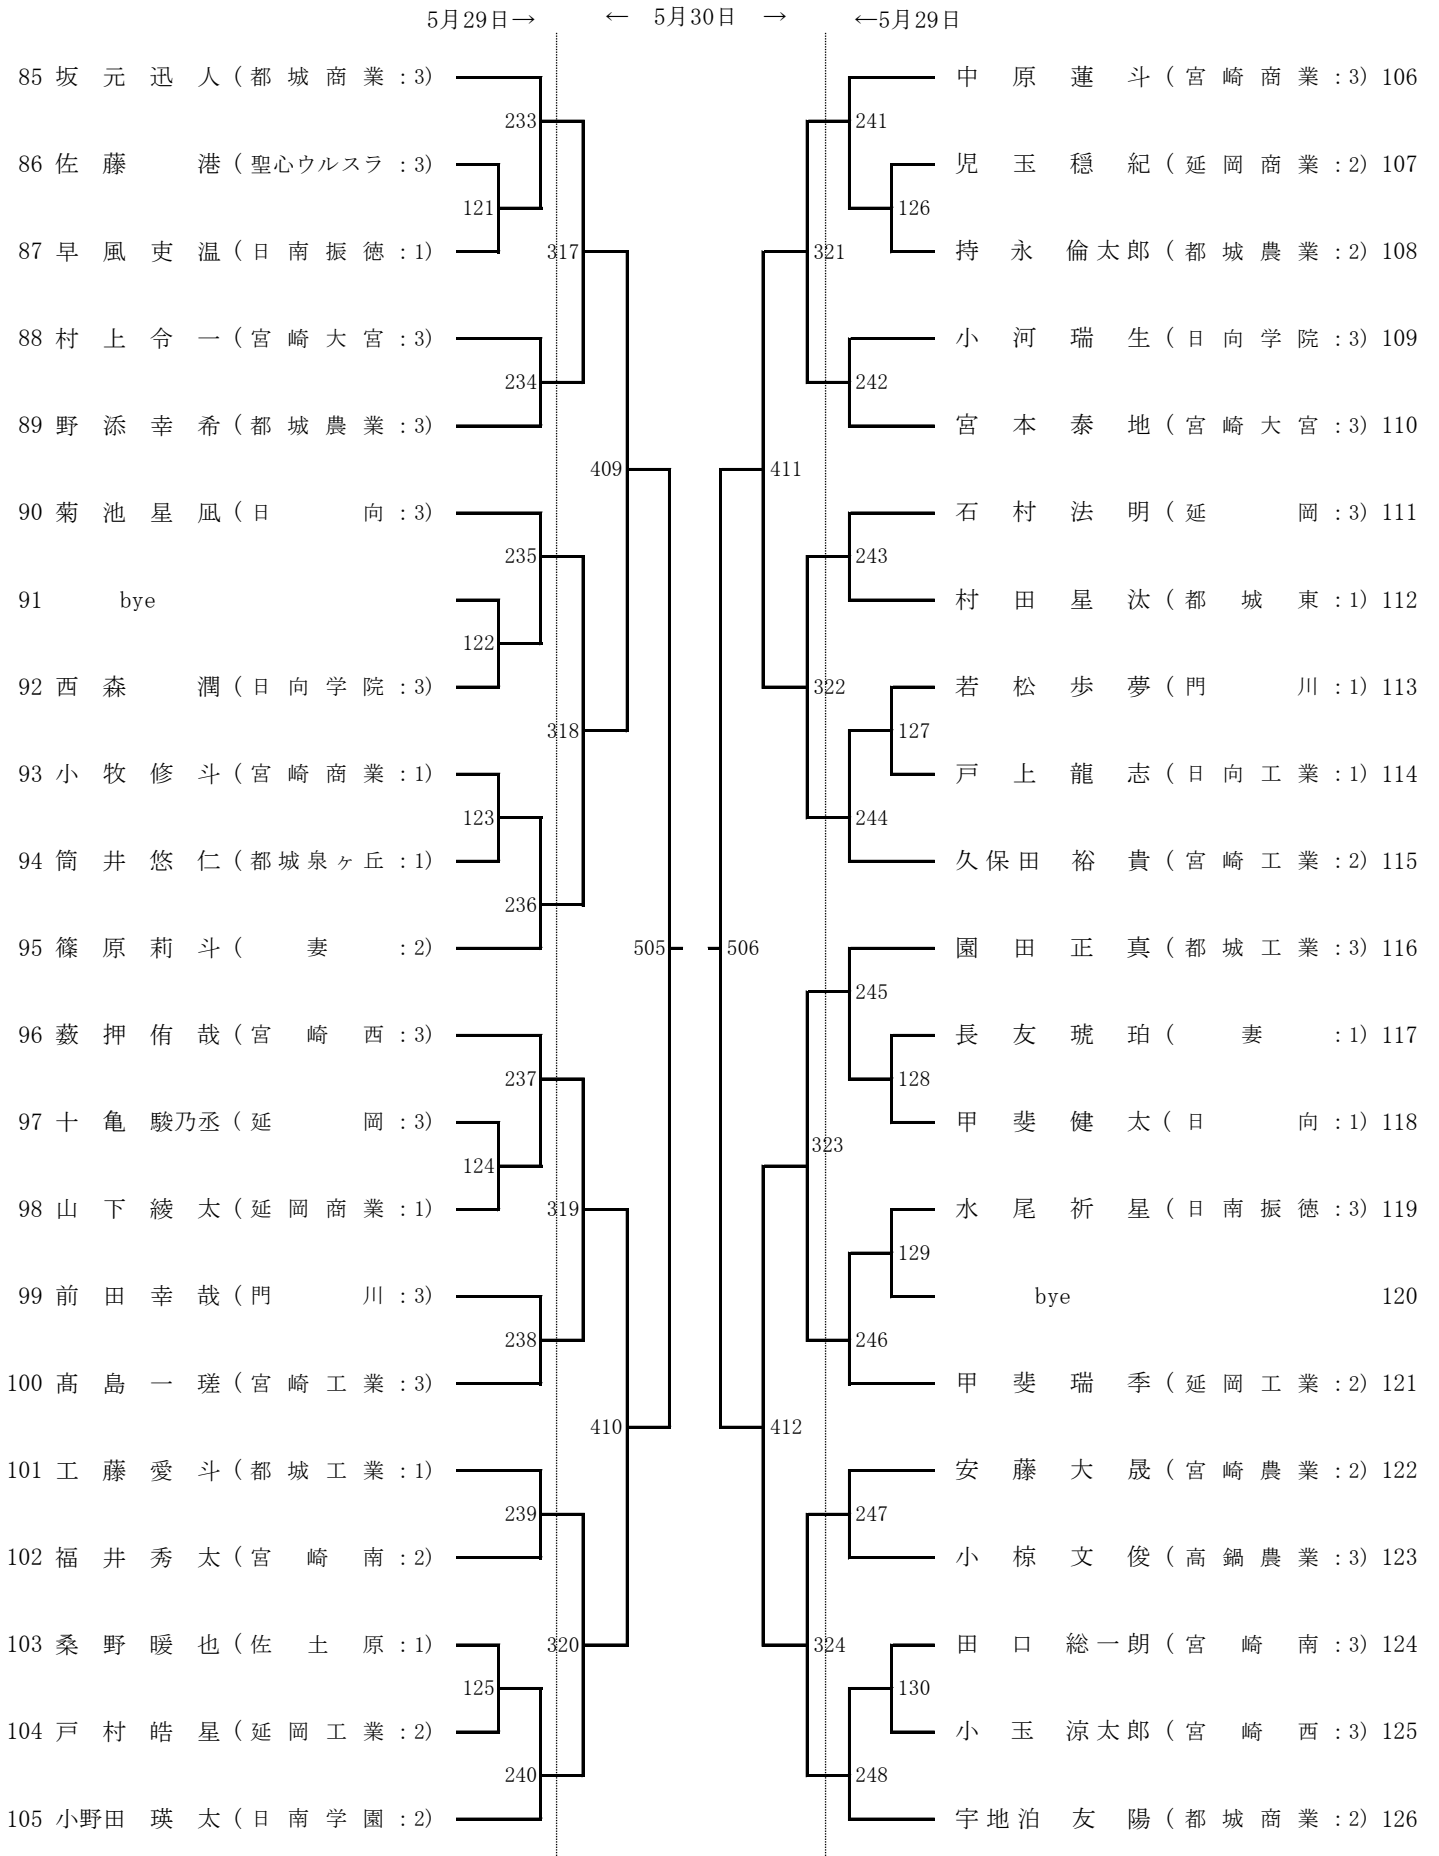 5月29日→ ← 5月30日 → ←5月29日
85 坂元迅人(都城商業:3) 中原蓮斗(宮崎商業:3) 106
233 241
86 佐藤 港(聖心ウルスラ:3) 児玉穏紀(延岡商業:2) 107
121 126
87 早風吏温(日南振徳:1) 317 321 持永倫太郎(都城農業:2) 108
88 村上令一(宮崎大宮:3) 小河瑞生(日向学院:3) 109
234 242
89 野添幸希(都城農業:3) 宮本泰地(宮崎大宮:3) 110
409 411
90 菊池星凪(日向:3) 石村法明(延岡:3) 111
235 243
91 bye 村田星汰(都城東:1) 112
122
92 西森 潤(日向学院:3) 322 若松歩夢(門川:1) 113
318 127
93 小牧修斗(宮崎商業:1) 戸上龍志(日向工業:1) 114
123 244
94 筒井悠仁(都城泉ヶ丘:1) 久保田裕貴(宮崎工業:2) 115
236
95 篠原莉斗(妻:2) 505 506 園田正真(都城工業:3) 116
245
96 薮押侑哉(宮崎西:3) 長友琥珀(妻:1) 117
237 128
97 十亀駿乃丞(延岡:3) 甲斐健太(日向:1) 118
323
124
98 山下綾太(延岡商業:1) 319 水尾祈星(日南振徳:3) 119
129
99 前田幸哉(門川:3) bye 120
238 246
100 髙島一瑳(宮崎工業:3) 甲斐瑞季(延岡工業:2) 121
410 412
101 工藤愛斗(都城工業:1) 安藤大晟(宮崎農業:2) 122
239 247
102 福井秀太(宮崎南:2) 小椋文俊(高鍋農業:3) 123
103 桑野暖也(佐土原:1) 320 324 田口総一朗(宮崎南:3) 124
125 130
104 戸村皓星(延岡工業:2) 小玉涼太郎(宮崎西:3) 125
240 248
105 小野田瑛太(日南学園:2) 宇地泊友陽(都城商業:2) 126